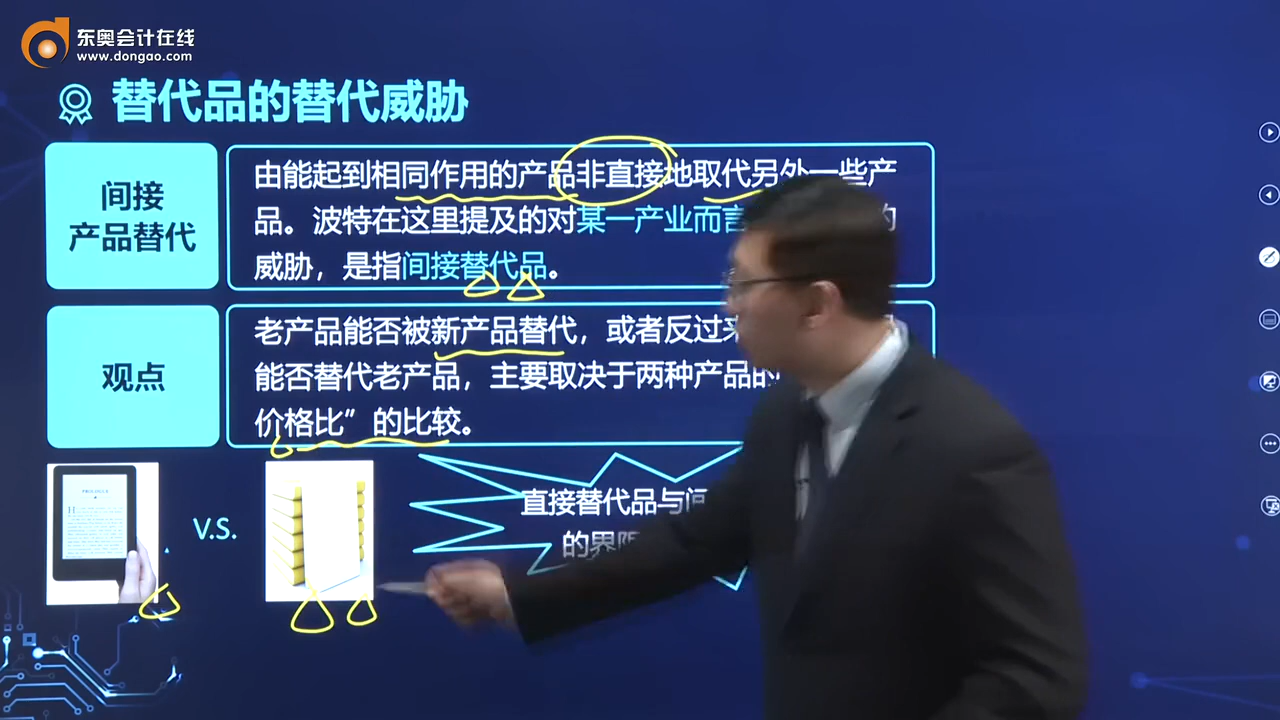 东奥会计在线
www.dongao.com
替代品的替代威胁
间接
产品替代
由能起到相同作用的产品非直接地取代另外一些产
品。波特在这里提及的对某一产业而言
的
威胁，是指间接替代品。
观点
老产品能否被新产品替代，或者反过来
能否替代老产品，主要取决于两种产品的
价格比”的比较。
V.S.
直接替代品与间
的界限